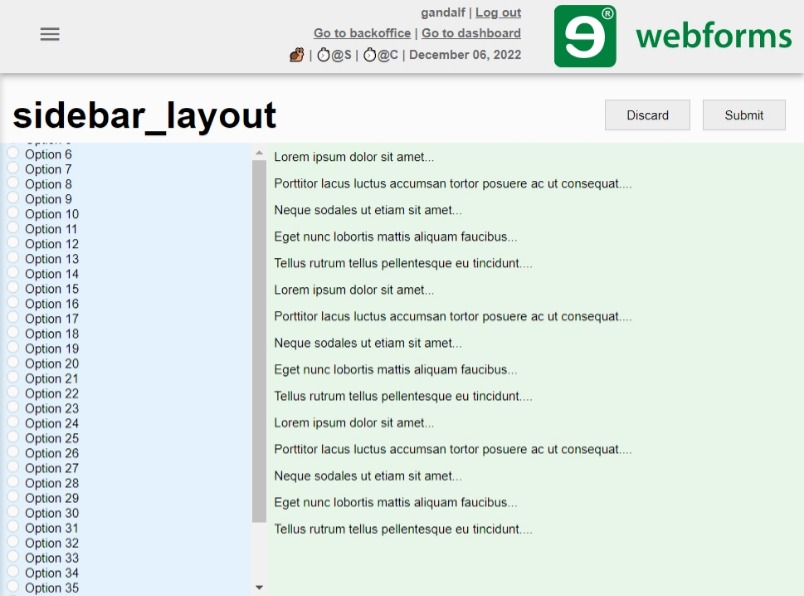 gandalf | Log out
Go to backoffice | Go to dashboard
| @S | @C | December 06, 2022
® webforms
sidebar_layout
Discard
Submit
Option 6
Option 7
Option 8
Option 9
Option 10
Option 11
Option 12
Option 13
Option 14
Option 15
Option 16
Option 17
Option 18
Option 19
Option 20
Option 21
Option 22
Option 23
Option 24
Option 25
Option 26
Option 27
Option 28
Option 29
Option 30
Option 31
Option 32
Option 33
Option 34
Option 35
Lorem ipsum dolor sit amet...
Porttitor lacus luctus accumsan tortor posuere ac ut consequat....
Neque sodales ut etiam sit amet...
Eget nunc lobortis mattis aliquam faucibus...
Tellus rutrum tellus pellentesque eu tincidunt....
Lorem ipsum dolor sit amet...
Porttitor lacus luctus accumsan tortor posuere ac ut consequat....
Neque sodales ut etiam sit amet...
Eget nunc lobortis mattis aliquam faucibus...
Tellus rutrum tellus pellentesque eu tincidunt....
Lorem ipsum dolor sit amet...
Porttitor lacus luctus accumsan tortor posuere ac ut consequat....
Neque sodales ut etiam sit amet...
Eget nunc lobortis mattis aliquam faucibus...
Tellus rutrum tellus pellentesque eu tincidunt....